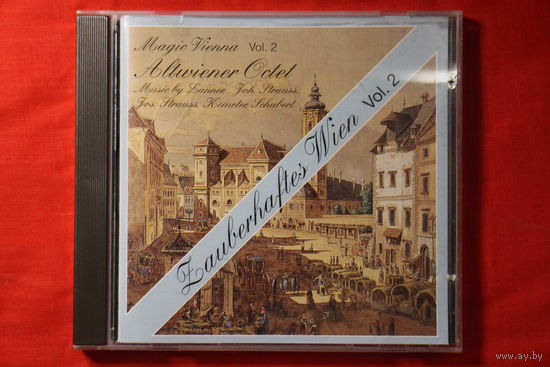 Magic Vienna Vol. 2
Altwiener Octet
Music by Lanner, Joh. Strauss,
Jos. Strauss, Kemeter, Schubert
Zauberhaftes Wien Vol. 2
www.ay.by